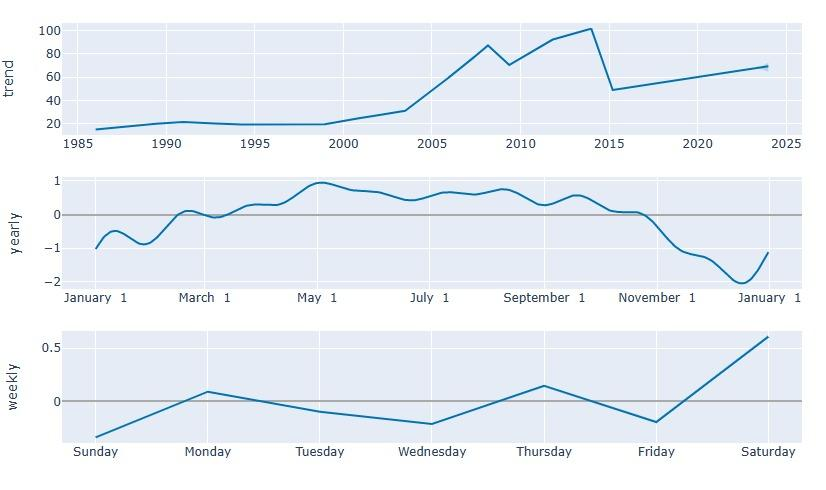 trend
100
80
60
40
20
1985 1990 1995 2000 2005 2010 2015 2020 2025
yearly
1
0
−1
−2
January 1 March 1 May 1 July 1 September 1 November 1 January 1
weekly
0.5
0
Sunday Monday Tuesday Wednesday Thursday Friday Saturday